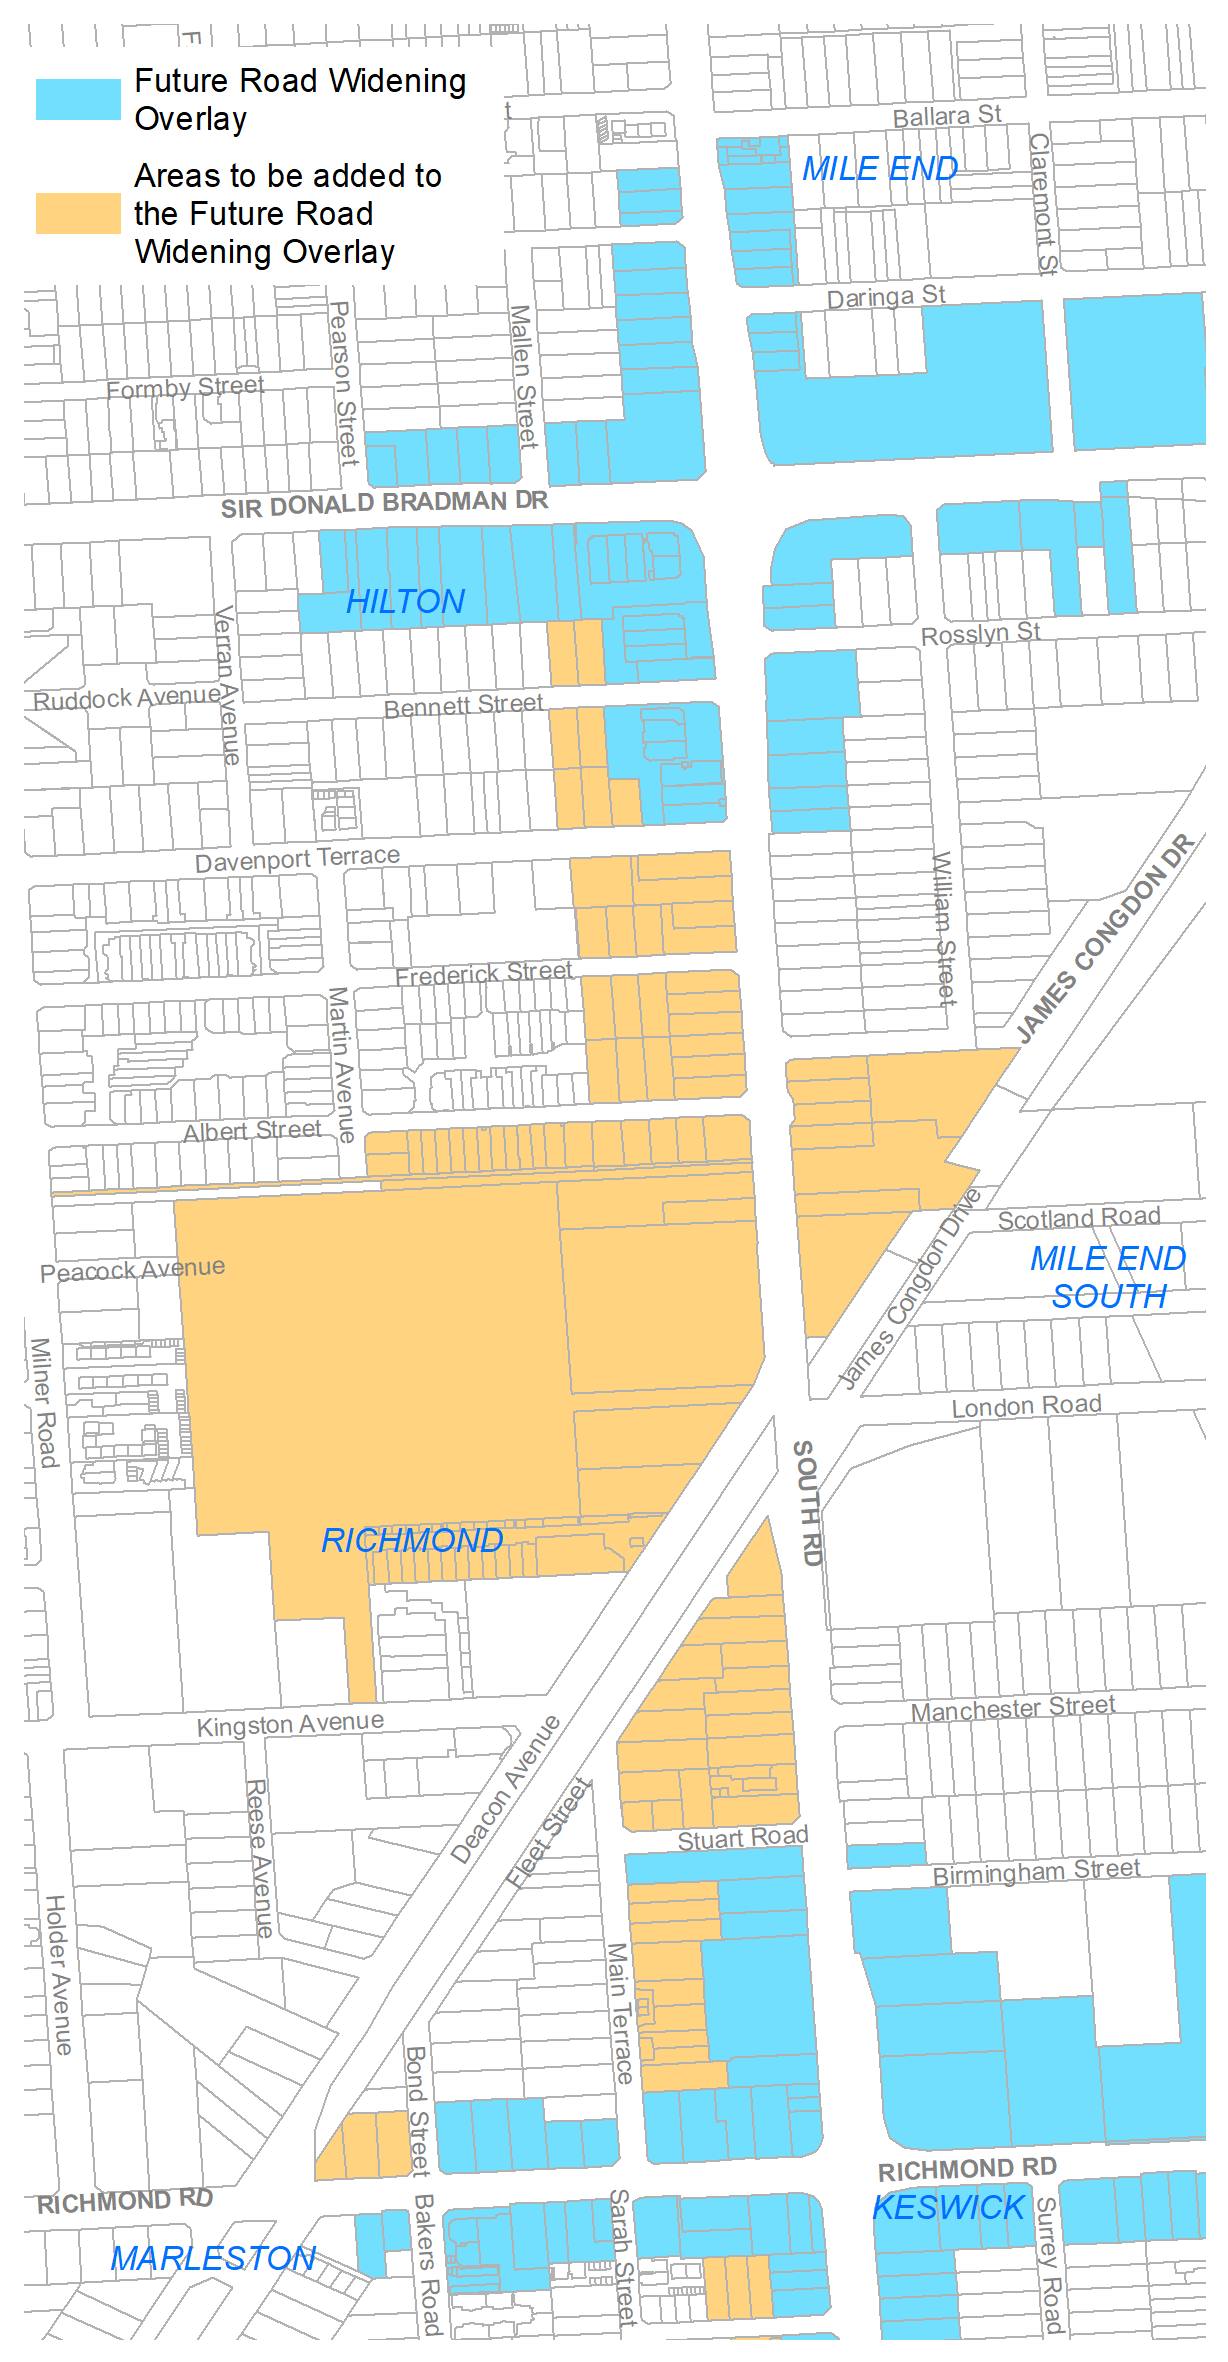 F
Future Road Widening
Overlay
Areas to be added to
the Future Road
Widening Overlay
t
Ballara St
MILE END
Claremont St
Daringa St
Pearson Street
Mallen Street
Formby Street
SIR DONALD BRADMAN DR
HILTON
Verran Avenue
Rosslyn St
Ruddock Avenue
Bennett Street
Davenport Terrace
William Street
JAMES CONGDON DR
Frederick Street
Martin Avenue
Albert Street
James Congdon Drive
Scotland Road
MILE END
SOUTH
Peacock Avenue
Milner Road
London Road
SOUTH RD
RICHMOND
Kingston Avenue
Manchester Street
Deacon Avenue
Fleet Street
Reese Avenue
Stuart Road
Birmingham Street
Holder Avenue
Main Terrace
Bond Street
RICHMOND RD
RICHMOND RD
KESWICK
MARLESTON
Bakers Road
Sarah Street
Surrey Road